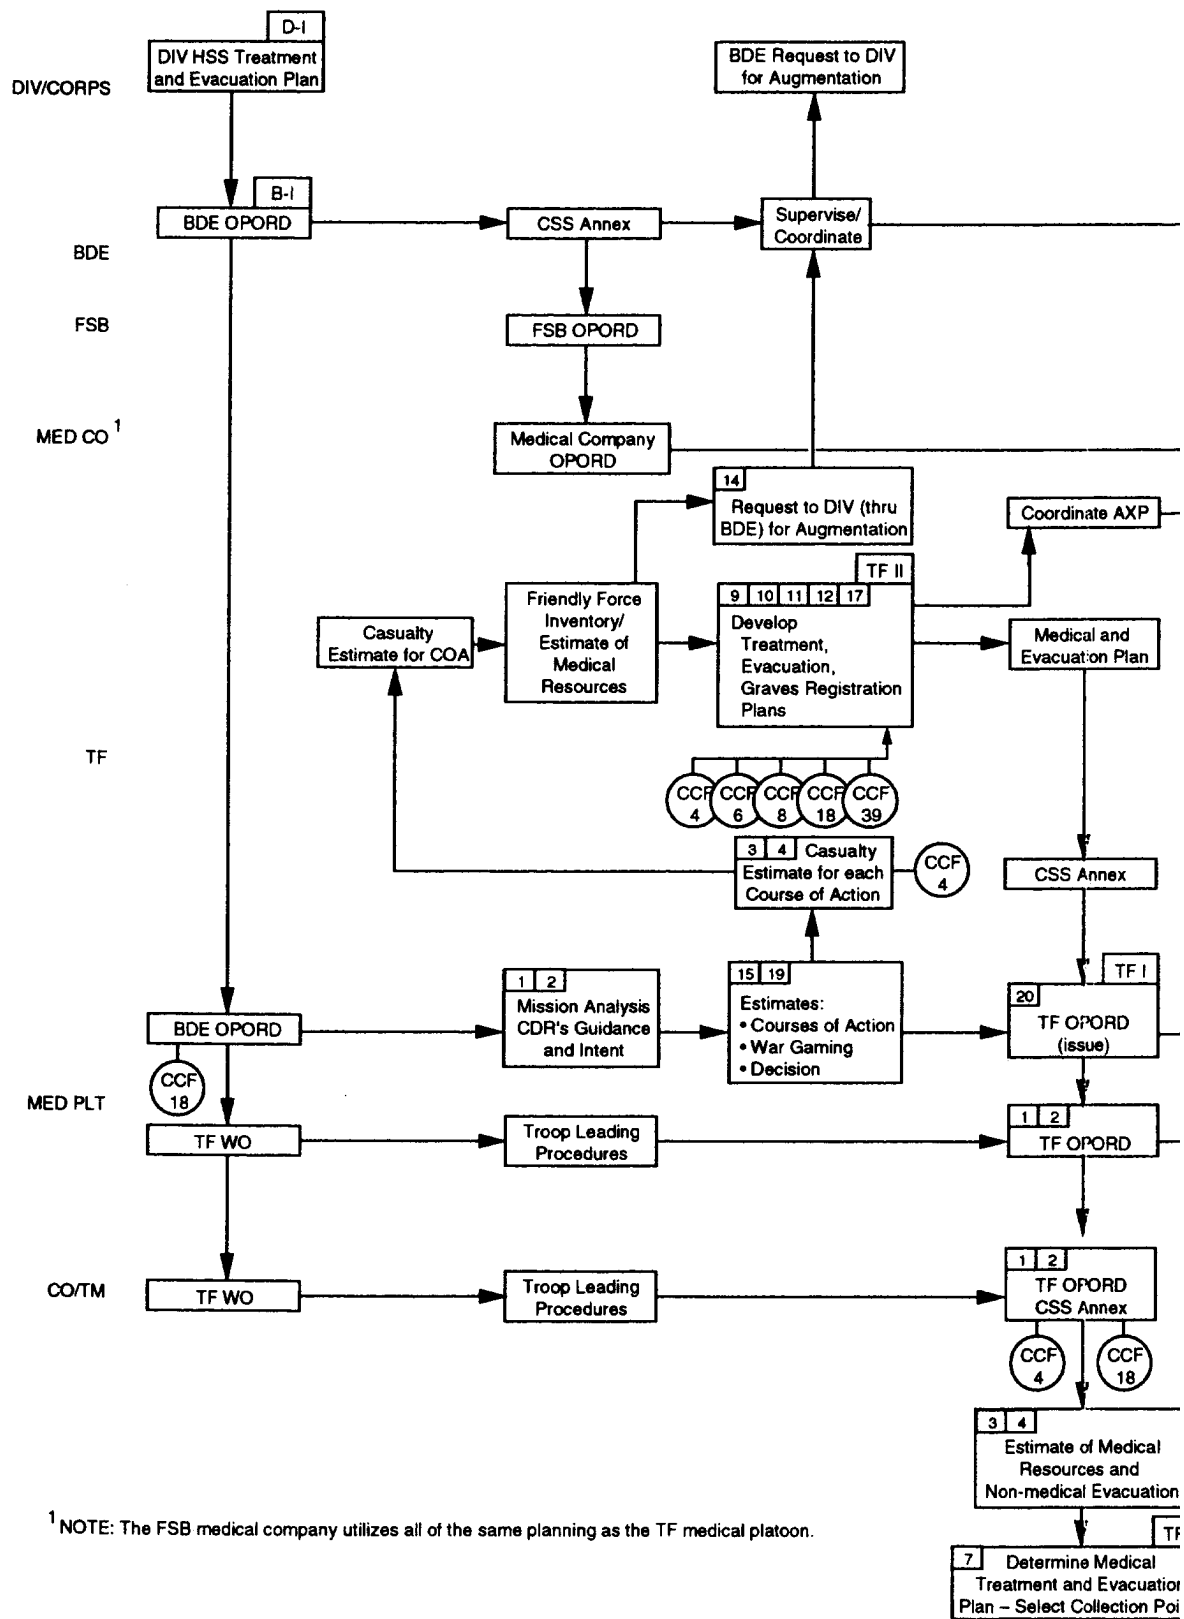 D-I
DIV HSS Treatment
and Evacuation Plan
BDE Request to DIV
for Augmentation
DIV/CORPS
B-I
BDE OPORD
CSS Annex
Supervise/
Coordinate
BDE
FSB
FSB OPORD
MED CO 1
Medical Company
OPORD
14
Request to DIV (thru
BDE) for Augmentation
Coordinate AXP
TF II
9 10 11 12 17
Develop
Treatment,
Evacuation,
Graves Registration
Plans
Friendly Force
Inventory/
Estimate of
Medical
Resources
Casualty
Estimate for COA
Medical and
Evacuation Plan
TF
CCF
4
CCF
6
CCF
8
CCF
18
CCF
39
3 4 Casualty
Estimate for each
Course of Action
CCF
4
CSS Annex
TF I
1 2
Mission Analysis
CDR's Guidance
and Intent
15 19
Estimates:
• Courses of Action
• War Gaming
• Decision
20
TF OPORD
(issue)
BDE OPORD
CCF
18
MED PLT
TF WO
Troop Leading
Procedures
1 2
TF OPORD
CO/TM
TF WO
Troop Leading
Procedures
1 2
TF OPORD
CSS Annex
CCF
4
CCF
18
3 4
Estimate of Medical
Resources and
Non-medical Evacuation
1 NOTE: The FSB medical company utilizes all of the same planning as the TF medical platoon.
TF
7 Determine Medical
Treatment and Evacuation
Plan – Select Collection